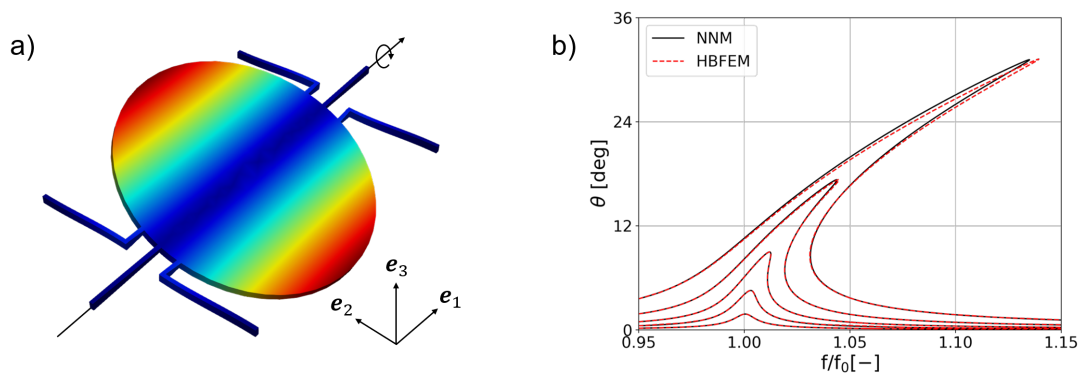 a)
e₃
e₂
e₁
b)
NNM
HBFEM
θ [deg]
36
24
12
0
0.95
1.00
1.05
1.10
1.15
f/f₀[−]